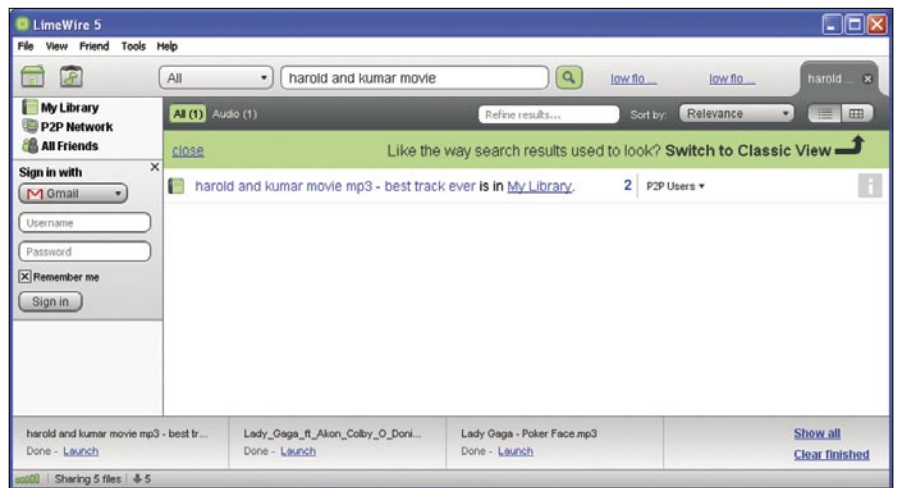 LimeWire 5
File View Friend Tools Help
All harold and kumar movie low flo ... low flo ... harold ...
My Library
P2P Network
All Friends
Sign in with
Gmail
Username
Password
Remember me
Sign in
All (1) Audio (1) Refine results... Sort by: Relevance
close Like the way search results used to look? Switch to Classic View
harold and kumar movie mp3 - best track ever is in My Library. 2 P2P Users
harold and kumar movie mp3 - best tr...
Done - Launch
Lady_Gaga_ft_Akon_Colby_O_Doni...
Done - Launch
Lady Gaga - Poker Face.mp3
Done - Launch
Show all
Clear finished
Sharing 5 files 5